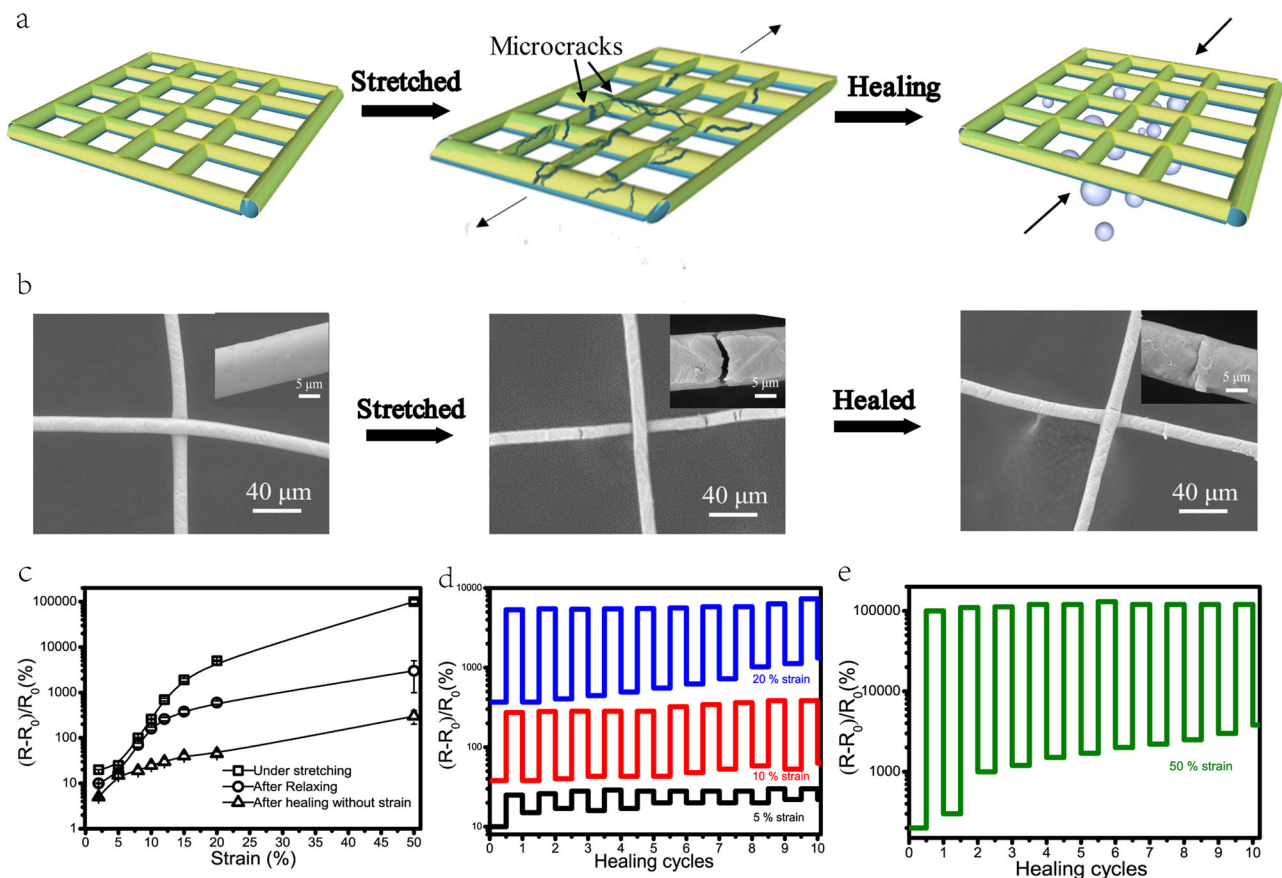 a
Microcracks
Stretched
Healing
b
5 μm
40 μm
Stretched
5 μm
40 μm
Healed
5 μm
40 μm
c
(R-R0)/R0(%)
100000
10000
1000
100
10
1
Under stretching
After Relaxing
After healing without strain
0 5 10 15 20 25 30 35 40 45 50
Strain (%)
d
(R-R0)/R0(%)
10000
1000
100
10
20 % strain
10 % strain
5 % strain
0 1 2 3 4 5 6 7 8 9 10
Healing cycles
e
(R-R0)/R0(%)
100000
10000
1000
50 % strain
0 1 2 3 4 5 6 7 8 9 10
Healing cycles